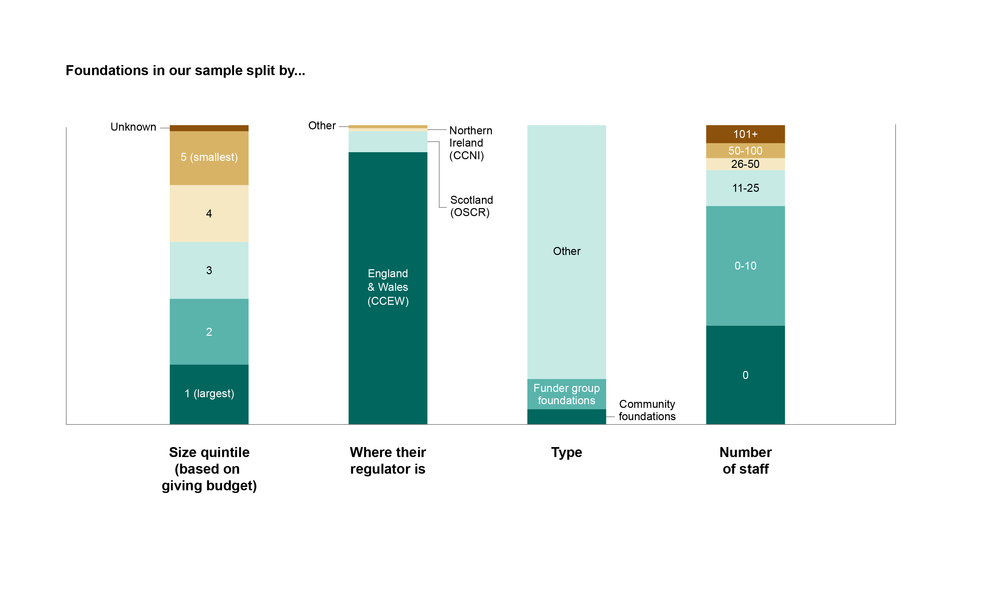 Foundations in our sample split by...
Unknown
5 (smallest)
4
3
2
1 (largest)
Other
Northern
Ireland
(CCNI)
Scotland
(OSCR)
England
& Wales
(CCEW)
Other
Funder group
foundations
Community
foundations
101+
50-100
26-50
11-25
0-10
0
Size quintile
(based on
giving budget)
Where their
regulator is
Type
Number
of staff